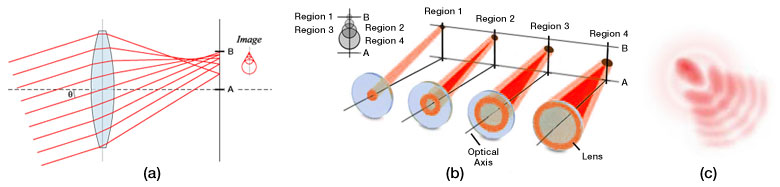 θ
B
A
Image
(a)
Region 1
B
Region 2
Region 3
Region 4
A
Region 1
Region 2
Region 3
Region 4
B
A
Optical
Axis
Lens
(b)
(c)